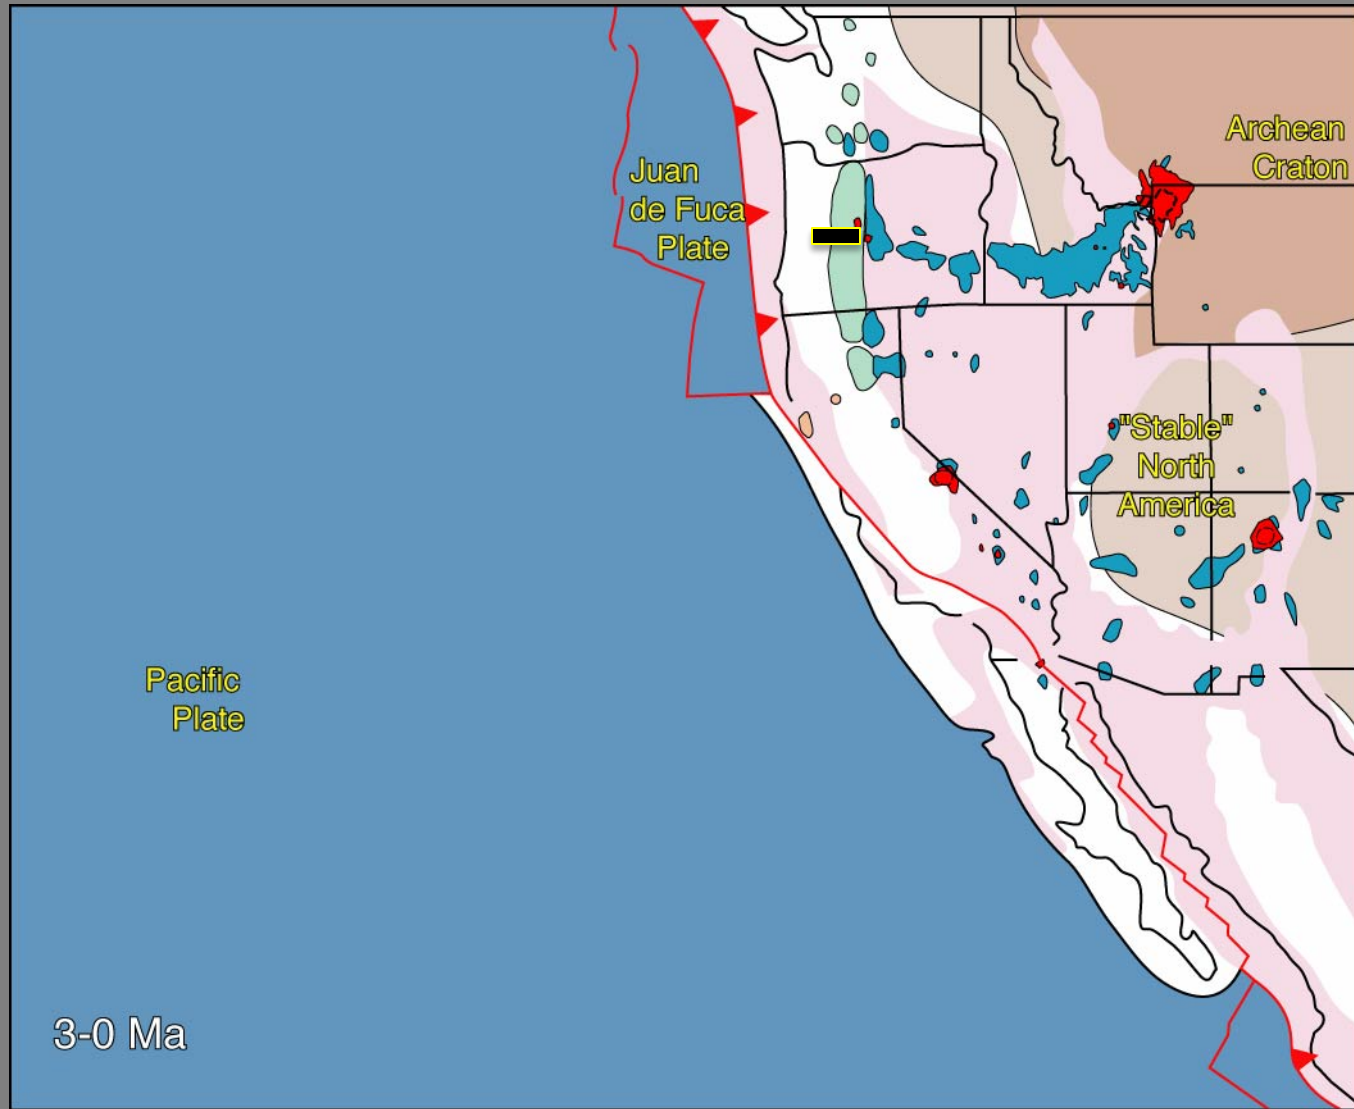 Archean
Craton
Juan
de Fuca
Plate
"Stable"
North
America
Pacific
Plate
3-0 Ma